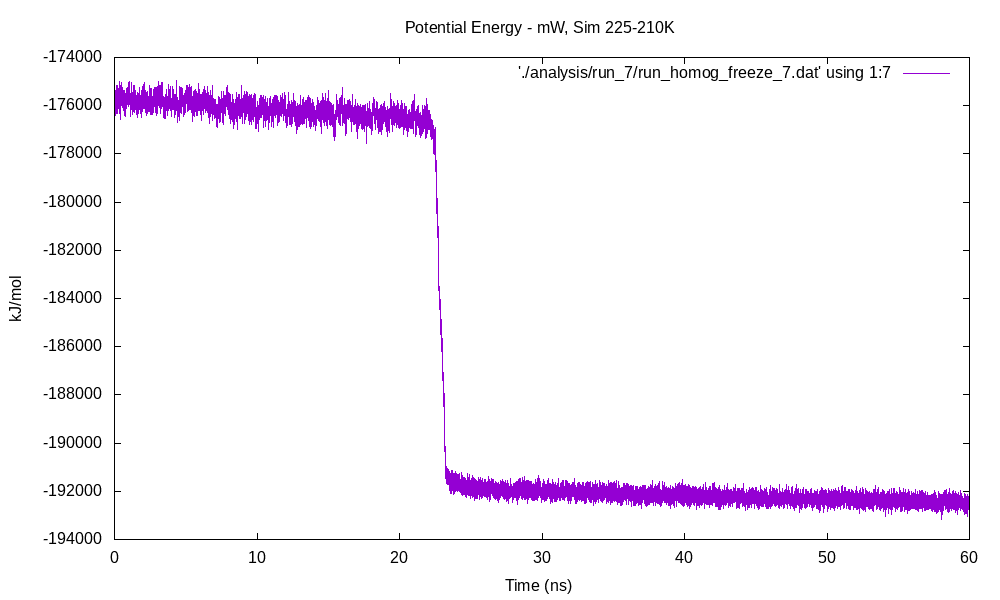 Potential Energy - mW, Sim 225-210K
'./analysis/run_7/run_homog_freeze_7.dat' using 1:7
-174000
-176000
-178000
-180000
-182000
-184000
-186000
-188000
-190000
-192000
-194000
kJ/mol
0 10 20 30 40 50 60
Time (ns)